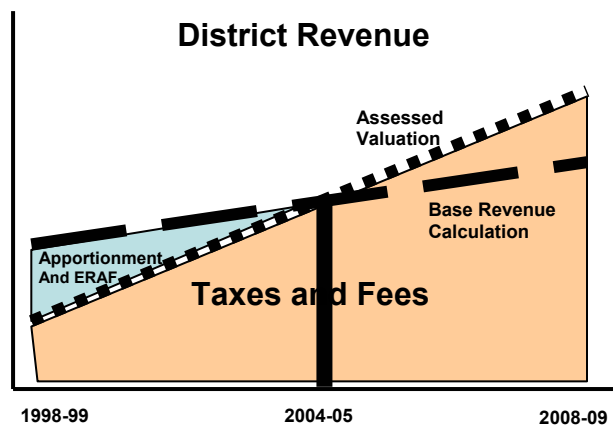 District Revenue
Assessed
Valuation
Base Revenue
Calculation
Apportionment
And ERAF
Taxes and Fees
1998-99
2004-05
2008-09